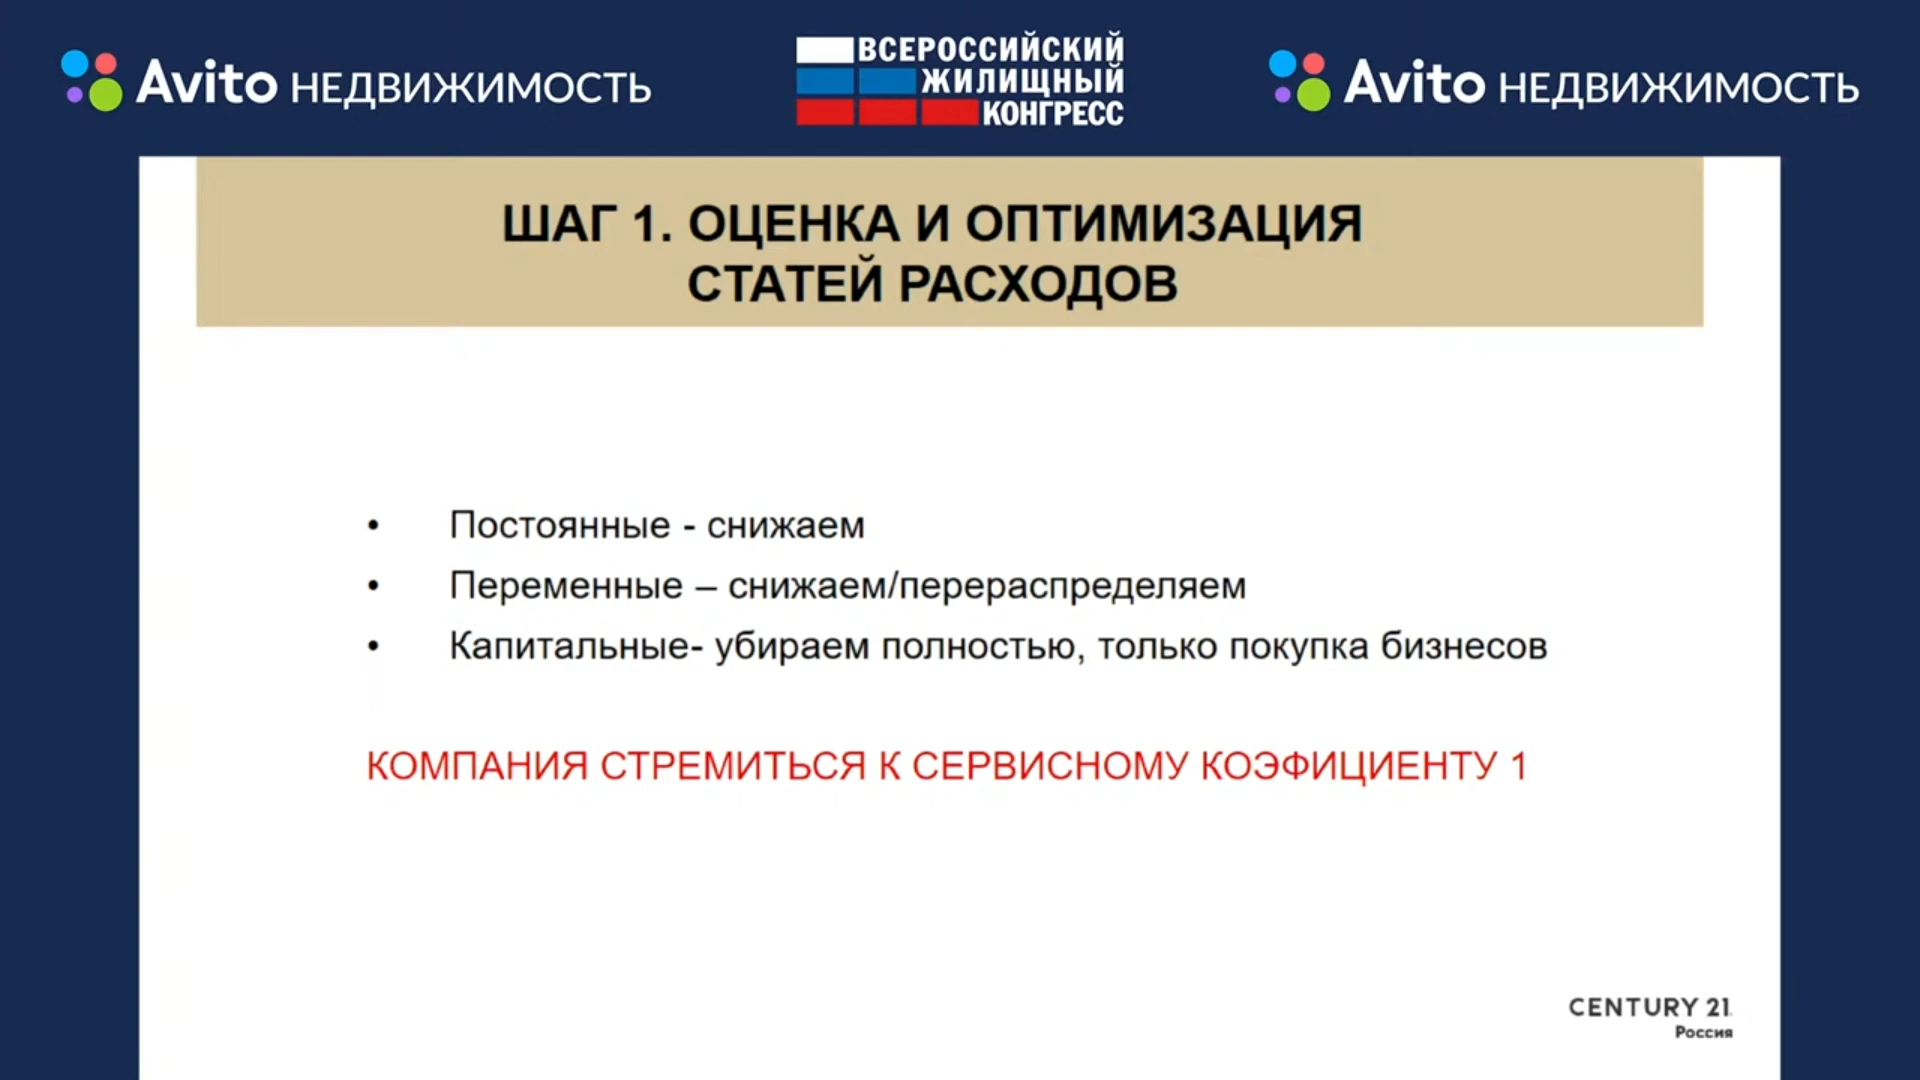 Avito НЕДВИЖИМОСТЬ
ВСЕРОССИЙСКИЙ
ЖИЛИЩНЫЙ
КОНГРЕСС
Avito НЕДВИЖИМОСТЬ
ШАГ 1. ОЦЕНКА И ОПТИМИЗАЦИЯ
СТАТЕЙ РАСХОДОВ
• Постоянные - снижаем
• Переменные – снижаем/перераспределяем
• Капитальные- убираем полностью, только покупка бизнесов
КОМПАНИЯ СТРЕМИТЬСЯ К СЕРВИСНОМУ КОЭФИЦИЕНТУ 1
CENTURY 21
Россия